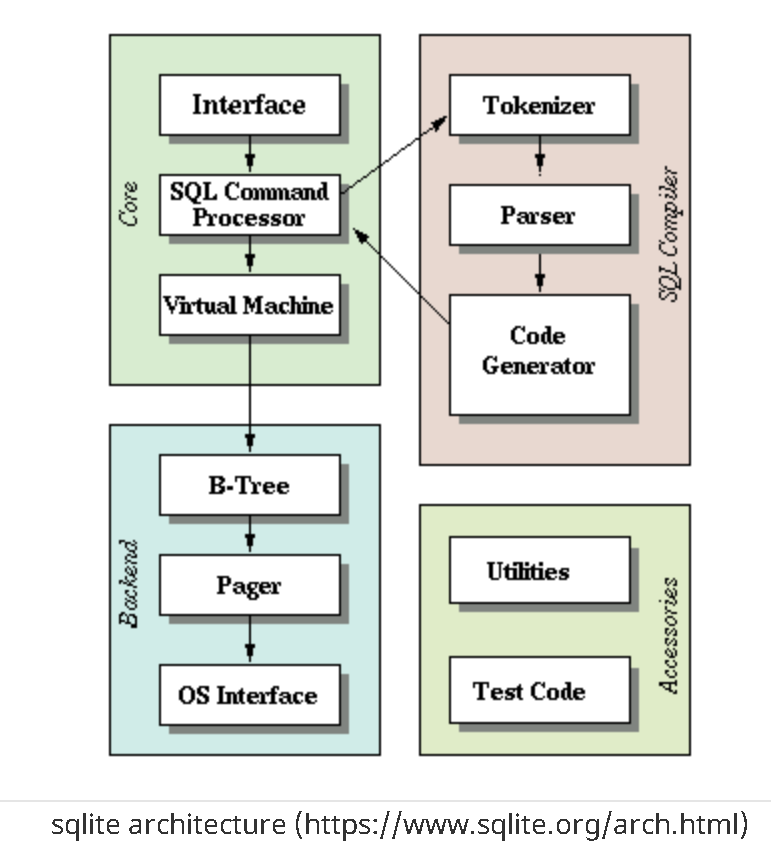 Core
Interface
SQL Command
Processor
Virtual Machine
SQL Compiler
Tokenizer
Parser
Code
Generator
Backend
B-Tree
Pager
OS Interface
Accessories
Utilities
Test Code
sqlite architecture (https://www.sqlite.org/arch.html)